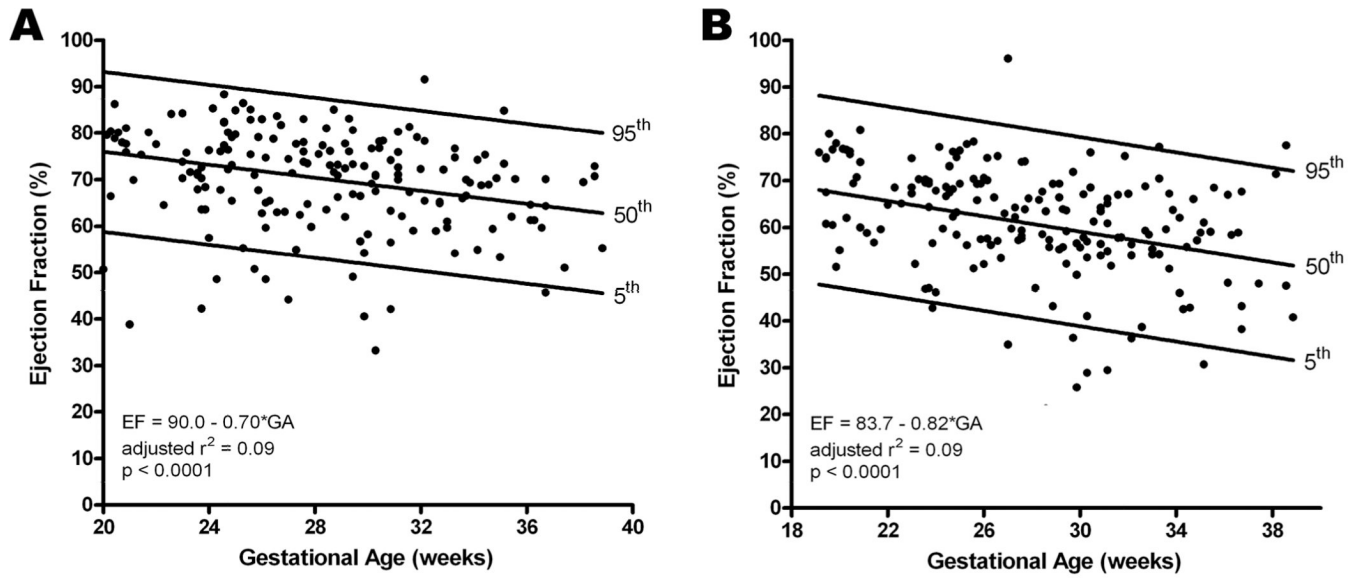 A
Ejection Fraction (%)
100
90
80
70
60
50
40
30
20
10
0
95th
50th
5th
EF = 90.0 - 0.70*GA
adjusted r² = 0.09
p < 0.0001
20 24 28 32 36 40
Gestational Age (weeks)
B
Ejection Fraction (%)
100
90
80
70
60
50
40
30
20
10
0
95th
50th
5th
EF = 83.7 - 0.82*GA
adjusted r² = 0.09
p < 0.0001
18 22 26 30 34 38
Gestational Age (weeks)